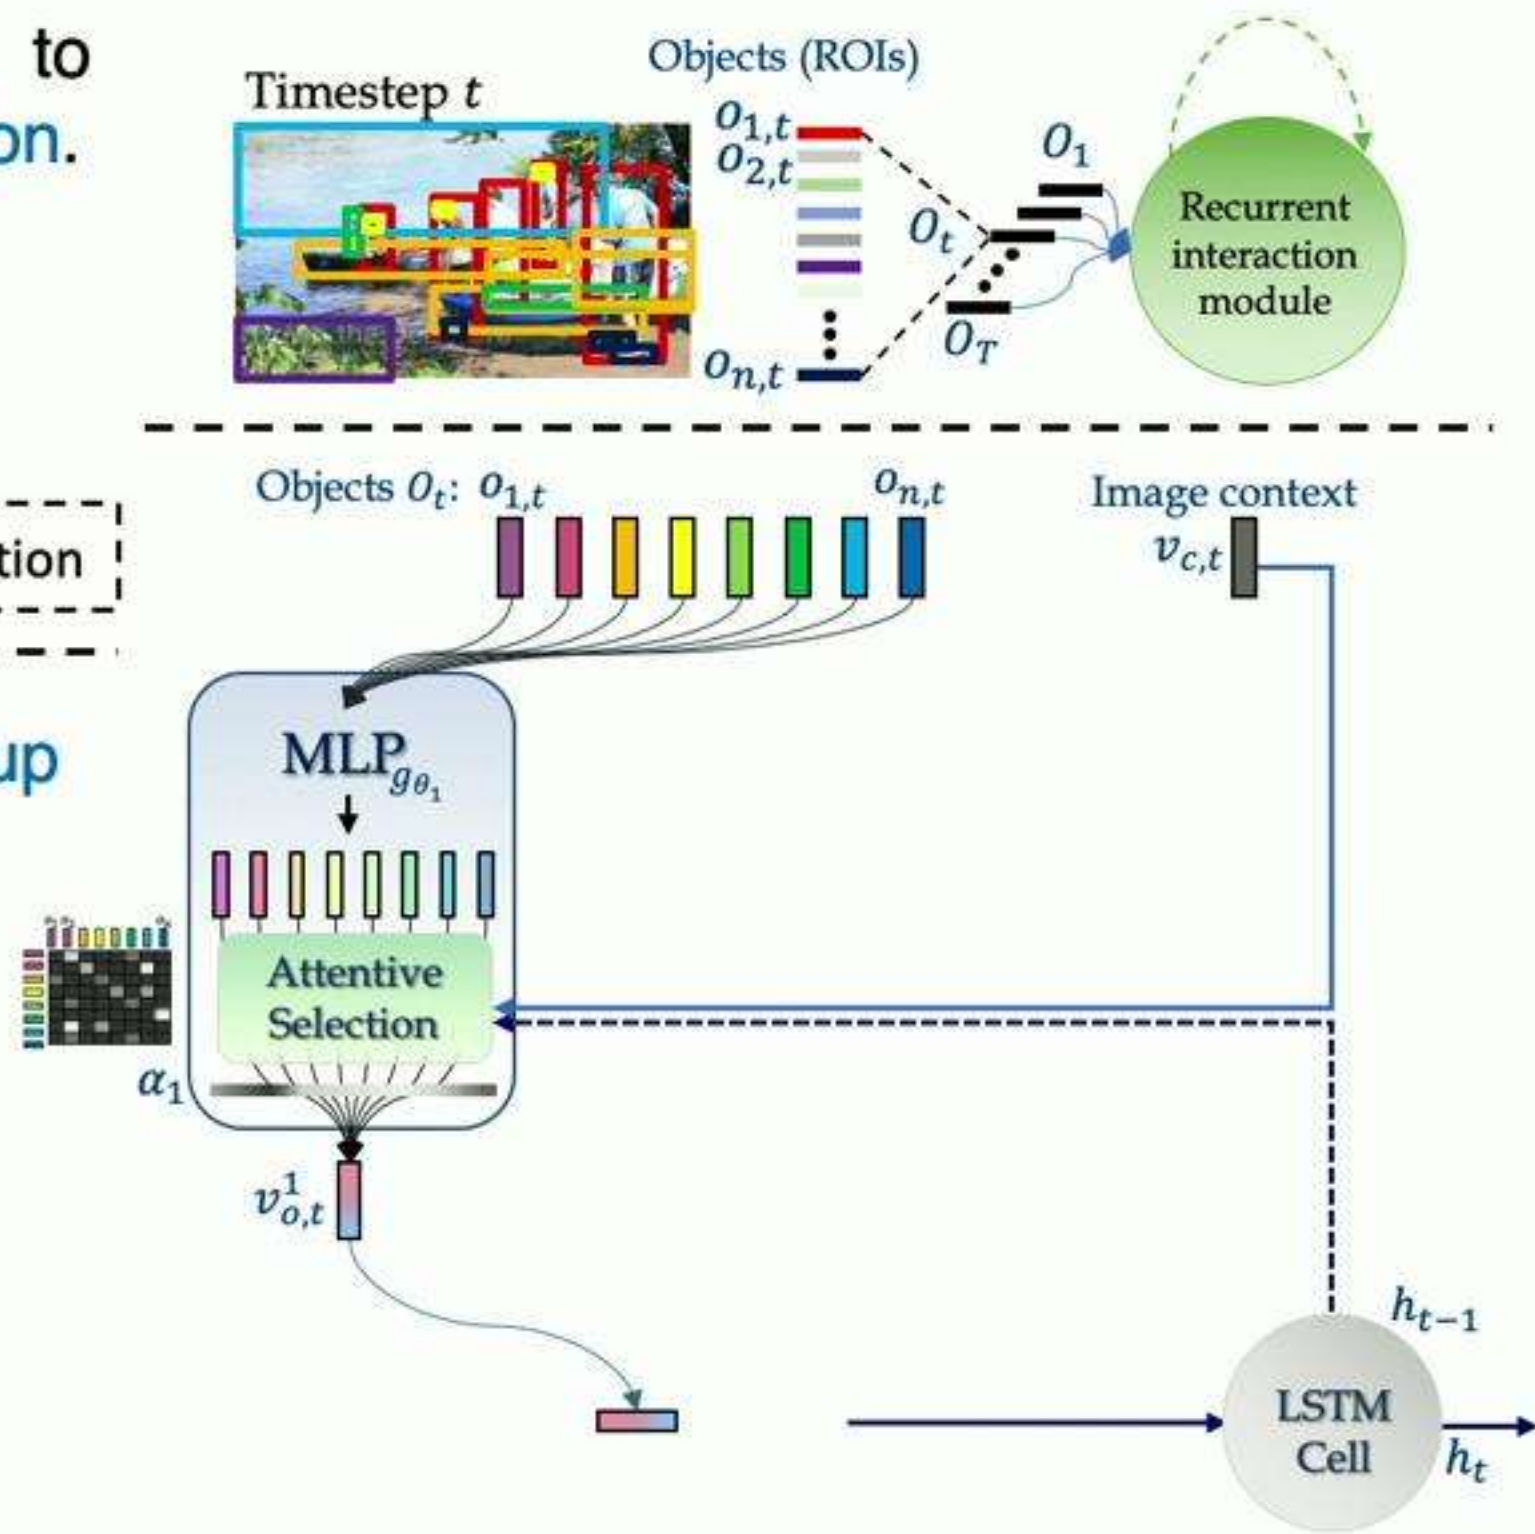 to
on.
Timestep t
Objects (ROIs)
o1,t
o2,t
on,t
Ot
O1
OT
Recurrent
interaction
module
tion
up
Objects Ot: o1,t
on,t
Image context
vc,t
MLPgθ1
Attentive
Selection
α1
v¹o,t
ht−1
LSTM
Cell
ht